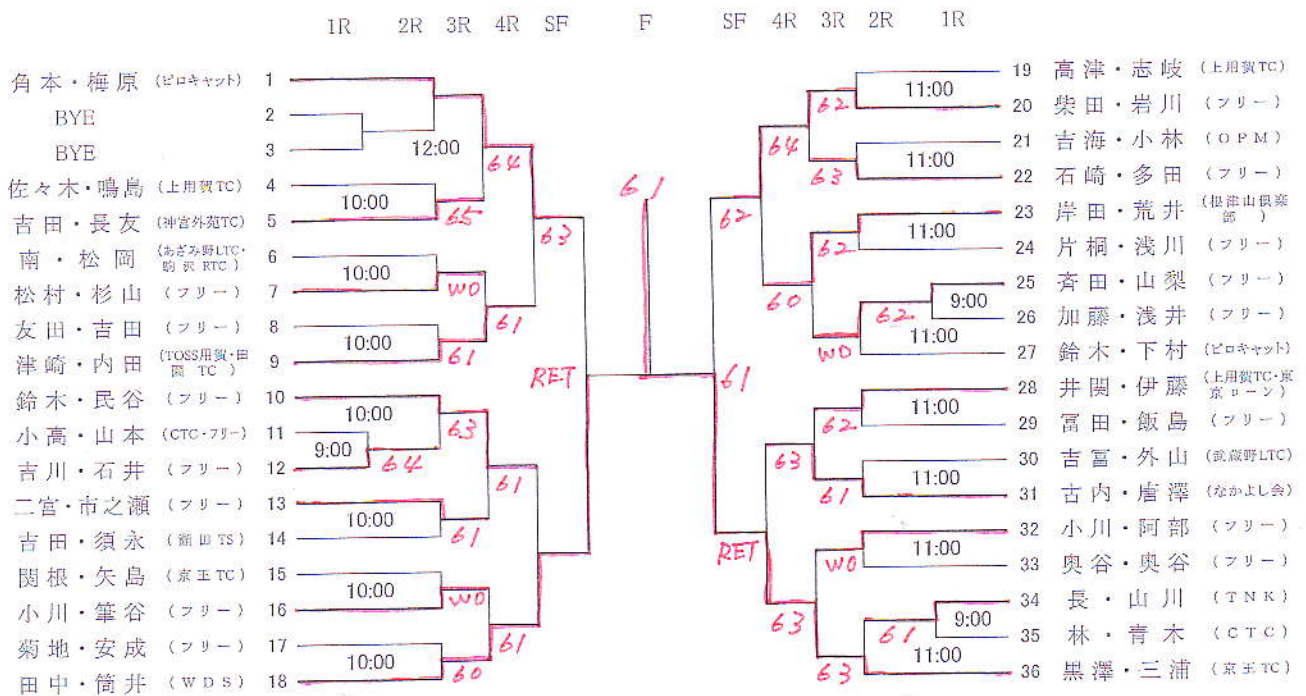 1R 2R 3R 4R SF F SF 4R 3R 2R 1R
角本・梅原 (ピロキャット) 1
BYE 2
BYE 3
12:00
64
佐々木・鳴島 (上用賀TC) 4
10:00
吉田・長友 (神宮外苑TC) 5
65
63
南・松岡 (あざみ野LTC・駒沢RTC) 6
10:00
松村・杉山 (フリー) 7
W0
友田・吉田 (フリー) 8
61
10:00
津崎・内田 (TOSS用賀・田園TC) 9
61
RET
鈴木・民谷 (フリー) 10
10:00
小高・山本 (CTC・フリー) 11
63
9:00
64
吉川・石井 (フリー) 12
61
二宮・市之瀬 (フリー) 13
10:00
吉田・須永 (瀬田TS) 14
61
関根・矢島 (京王TC) 15
10:00
小川・筆谷 (フリー) 16
W0
菊地・安成 (フリー) 17
61
10:00
田中・筒井 (WDS) 18
60
61
19 高津・志岐 (上用賀TC)
11:00
62
20 柴田・岩川 (フリー)
64
21 吉海・小林 (OPM)
11:00
63
22 石崎・多田 (フリー)
62
23 岸田・荒井 (根津山倶楽部)
11:00
62
24 片桐・浅川 (フリー)
60
25 斉田・山梨 (フリー)
9:00
62
26 加藤・浅井 (フリー)
11:00
W0
27 鈴木・下村 (ピロキャット)
61
28 井関・伊藤 (上用賀TC・東京ローン)
11:00
62
29 冨田・飯島 (フリー)
63
30 吉冨・外山 (武蔵野LTC)
11:00
61
31 古内・唐澤 (なかよし会)
RET
32 小川・阿部 (フリー)
11:00
W0
33 奥谷・奥谷 (フリー)
63
34 長・山川 (TNK)
9:00
61
35 林・青木 (CTC)
11:00
63
36 黒澤・三浦 (京王TC)